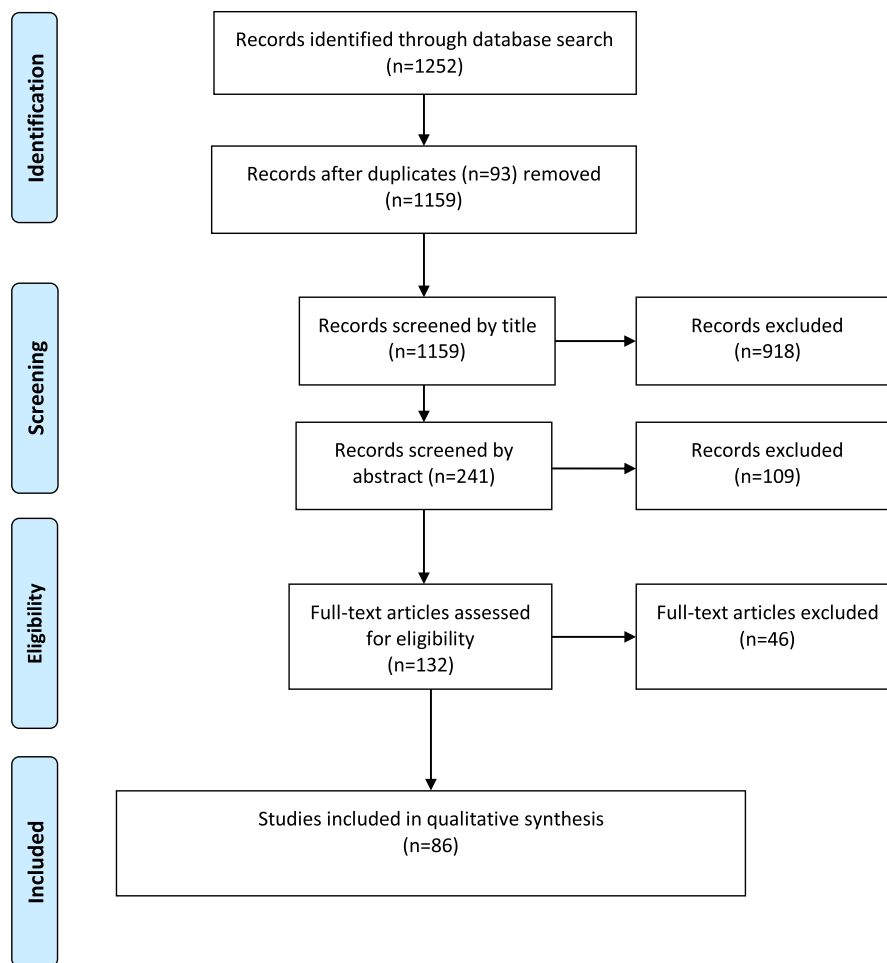 Identification
Records identified through database search
(n=1252)
Records after duplicates (n=93) removed
(n=1159)
Screening
Records screened by title
(n=1159)
Records excluded
(n=918)
Records screened by
abstract (n=241)
Records excluded
(n=109)
Eligibility
Full-text articles assessed
for eligibility
(n=132)
Full-text articles excluded
(n=46)
Included
Studies included in qualitative synthesis
(n=86)